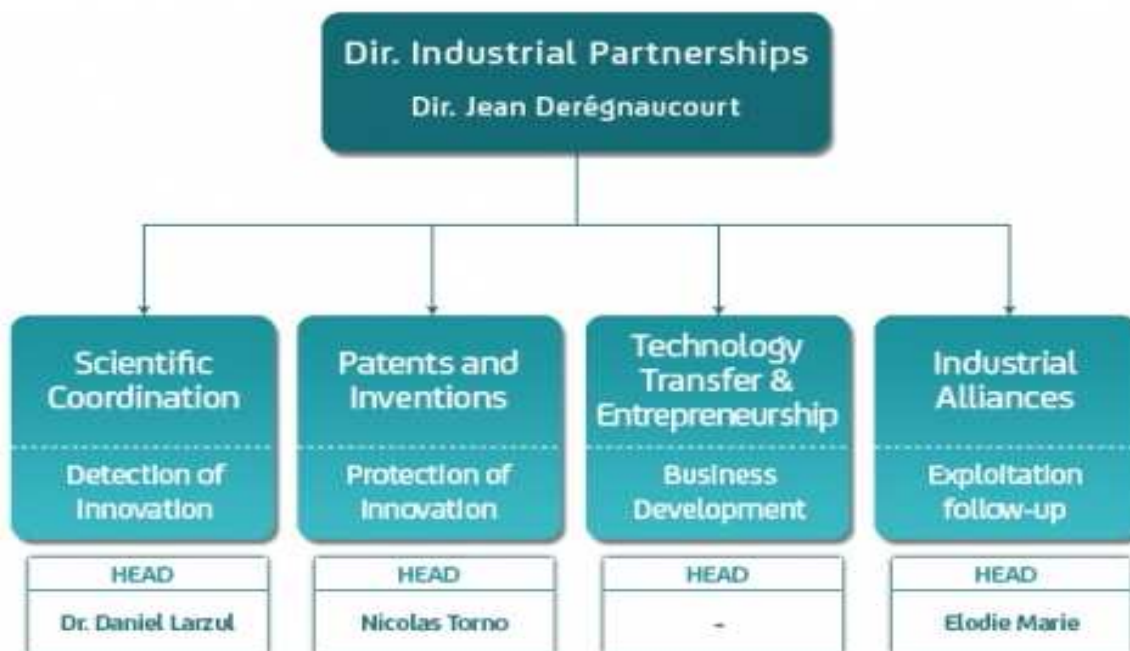 Dir. Industrial Partnerships
Dir. Jean Derégnaucourt
Scientific
Coordination
Detection of
Innovation
HEAD
Dr. Daniel Larzul
Patents and
Inventions
Protection of
Innovation
HEAD
Nicolas Torno
Technology
Transfer &
Entrepreneurship
Business
Development
HEAD
-
Industrial
Alliances
Exploitation
follow-up
HEAD
Elodie Marie